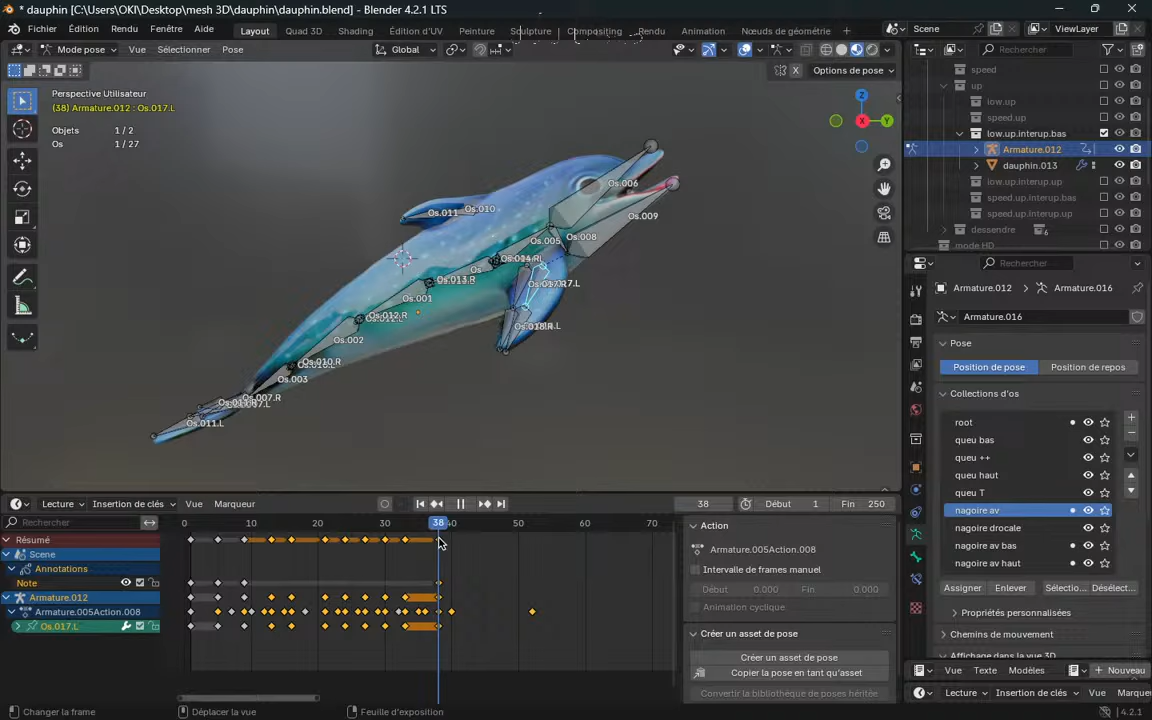 * dauphin [C:\Users\OKI\Desktop\mesh 3D\dauphin\dauphin.blend] - Blender 4.2.1 LTS
Fichier Édition Rendu Fenêtre Aide Layout Quad 3D Shading Édition d'UV Peinture Sculpture Compositing Rendu Animation Nœuds de géométrie + Scene ViewLayer
Mode pose Vue Sélectionner Pose Global Rechercher
X Options de pose
Perspective Utilisateur
(38) Armature.012 : Os.017.L
Objets 1 / 2
Os 1 / 27
Z
Y
X
Os.006
Os.009
Os.011
Os.010
Os.005
Os.008
Os
Os.001
Os.002
Os.003
Os.010.R
Os.007.R
Os.011.L
speed
up
low.up
speed.up
low.up.interup.bas
Armature.012
dauphin.013
low.up.interup.up
speed.up.interup.bas
speed.up.interup.up
dessendre 6
mode HD
Rechercher
Armature.012 > Armature.016
Armature.016
Pose
Position de pose Position de repos
Collections d'os
root
queu bas
queu ++
queu haut
queu T
nagoire av
nagoire drocale
nagoire av bas
nagoire av haut
Assigner Enlever Sélectio... Désélect...
Propriétés personnalisées
Chemins de mouvement
Affichage dans la vue 3D
Vue Texte Modèles + Nouveau
Lecture Insertion de clés Vue Marque
Lecture Insertion de clés Vue Marqueur 38 Début 1 Fin 250
Rechercher 0 10 20 30 38 40 50 60 70
Résumé
Scene
Annotations
Note
Armature.012
Armature.005Action.008
Os.017.L
Action
Armature.005Action.008
Intervalle de frames manuel
Début 0.000 Fin 0.000
Animation cyclique
Créer un asset de pose
Créer un asset de pose
Copier la pose en tant qu'asset
Convertir la bibliothèque de poses héritée
Changer la frame Déplacer la vue Feuille d'exposition 4.2.1